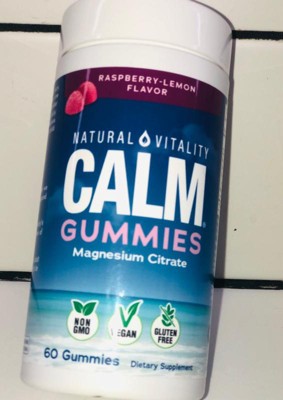 RASPBERRY-LEMON
FLAVOR
NATURAL VITALITY
CALM
GUMMIES
Magnesium Citrate
NON
GMO
VEGAN
GLUTEN
FREE
60 Gummies
Dietary Supplement